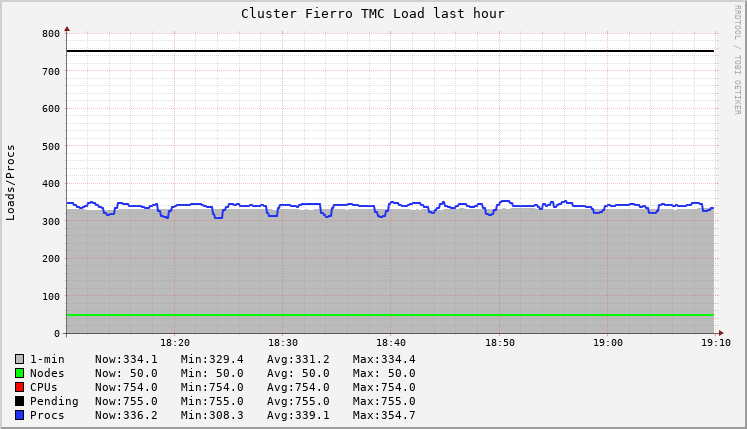 Cluster Fierro TMC Load last hour
RRDTOOL / TOBI OETIKER
Loads/Procs
800
700
600
500
400
300
200
100
0
18:20 18:30 18:40 18:50 19:00 19:10
1-min Now:334.1 Min:329.4 Avg:331.2 Max:334.4
Nodes Now: 50.0 Min: 50.0 Avg: 50.0 Max: 50.0
CPUs Now:754.0 Min:754.0 Avg:754.0 Max:754.0
Pending Now:755.0 Min:755.0 Avg:755.0 Max:755.0
Procs Now:336.2 Min:308.3 Avg:339.1 Max:354.7